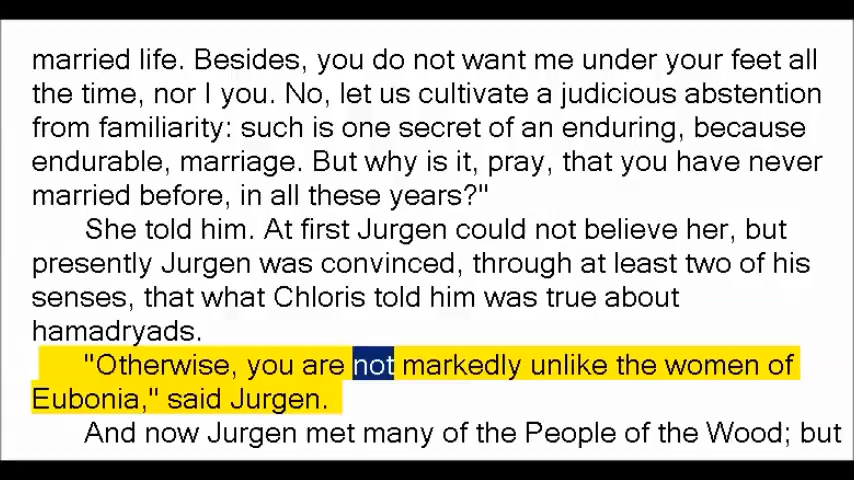 married life. Besides, you do not want me under your feet all
the time, nor I you. No, let us cultivate a judicious abstention
from familiarity: such is one secret of an enduring, because
endurable, marriage. But why is it, pray, that you have never
married before, in all these years?"
She told him. At first Jurgen could not believe her, but
presently Jurgen was convinced, through at least two of his
senses, that what Chloris told him was true about
hamadryads.
"Otherwise, you are not markedly unlike the women of
Eubonia," said Jurgen.
And now Jurgen met many of the People of the Wood; but